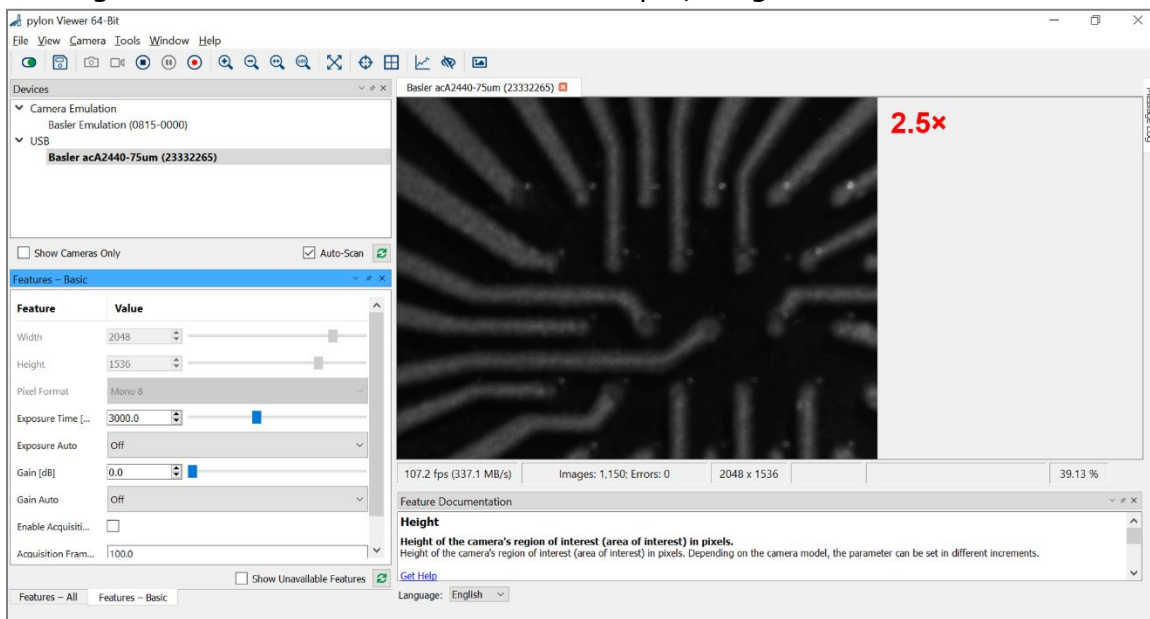 pylon Viewer 64-Bit
File View Camera Tools Window Help
Devices
Camera Emulation
Basler Emulation (0815-0000)
USB
Basler acA2440-75um (23332265)
Show Cameras Only
Auto-Scan
Features – Basic
Feature Value
Width 2048
Height 1536
Pixel Format Mono 8
Exposure Time [... 3000.0
Exposure Auto Off
Gain [dB] 0.0
Gain Auto Off
Enable Acquisiti...
Acquisition Fram... 100.0
Show Unavailable Features
Features – All Features – Basic
Basler acA2440-75um (23332265)
2.5×
107.2 fps (337.1 MB/s) Images: 1,150; Errors: 0 2048 x 1536 39.13 %
Feature Documentation
Height
Height of the camera's region of interest (area of interest) in pixels.
Height of the camera's region of interest (area of interest) in pixels. Depending on the camera model, the parameter can be set in different increments.
Get Help
Language: English